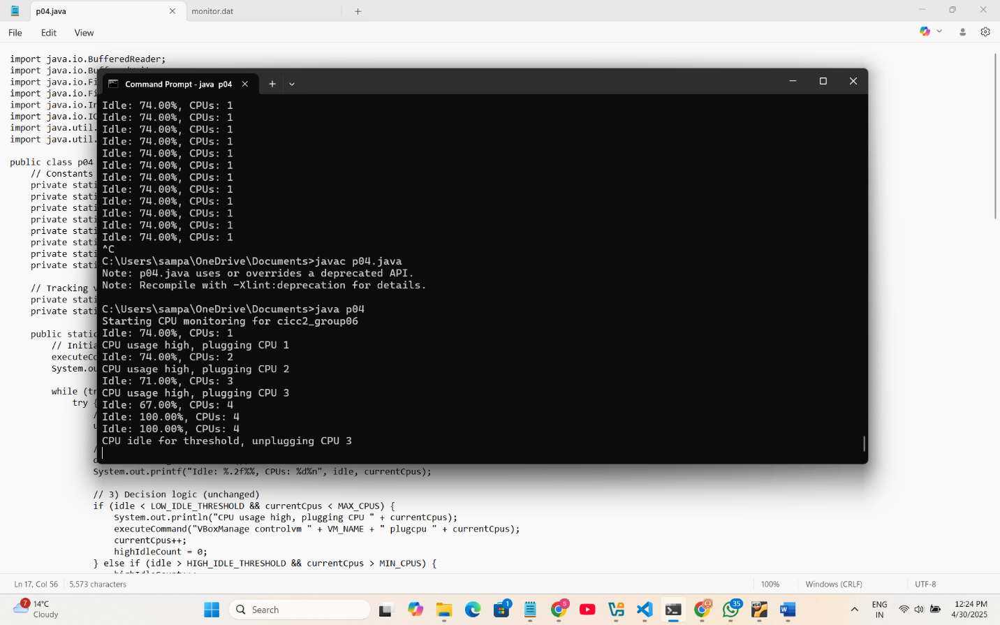 p04.java
monitor.dat
File Edit View
import java.io.BufferedReader;
import java.io.Bu
import java.io.Fi
import java.io.Fi
import java.io.In
import java.io.IO
import java.util.
import java.util.
public class p04
// Constants
private stati
private stati
private stati
private stati
private stati
private stati
private stati
private stati
// Tracking v
private stati
private stati
public static
// Initia
executeCo
System.ou
while (tr
try {
Command Prompt - java p04
Idle: 74.00%, CPUs: 1
Idle: 74.00%, CPUs: 1
Idle: 74.00%, CPUs: 1
Idle: 74.00%, CPUs: 1
Idle: 74.00%, CPUs: 1
Idle: 74.00%, CPUs: 1
Idle: 74.00%, CPUs: 1
Idle: 74.00%, CPUs: 1
Idle: 74.00%, CPUs: 1
Idle: 74.00%, CPUs: 1
Idle: 74.00%, CPUs: 1
Idle: 74.00%, CPUs: 1
^C
C:\Users\sampa\OneDrive\Documents>javac p04.java
Note: p04.java uses or overrides a deprecated API.
Note: Recompile with -Xlint:deprecation for details.
C:\Users\sampa\OneDrive\Documents>java p04
Starting CPU monitoring for cicc2_group06
Idle: 74.00%, CPUs: 1
CPU usage high, plugging CPU 1
Idle: 74.00%, CPUs: 2
CPU usage high, plugging CPU 2
Idle: 71.00%, CPUs: 3
CPU usage high, plugging CPU 3
Idle: 67.00%, CPUs: 4
Idle: 100.00%, CPUs: 4
Idle: 100.00%, CPUs: 4
CPU idle for threshold, unplugging CPU 3
System.out.printf("Idle: %.2f%%, CPUs: %d%n", idle, currentCpus);
// 3) Decision logic (unchanged)
if (idle < LOW_IDLE_THRESHOLD && currentCpus < MAX_CPUS) {
System.out.println("CPU usage high, plugging CPU " + currentCpus);
executeCommand("VBoxManage controlvm " + VM_NAME + " plugcpu " + currentCpus);
currentCpus++;
highIdleCount = 0;
} else if (idle > HIGH_IDLE_THRESHOLD && currentCpus > MIN_CPUS) {
Ln 17, Col 56 5,573 characters 100% Windows (CRLF) UTF-8
7
14°C
Cloudy
Search
1
S
35
ENG
IN
12:24 PM
4/30/2025